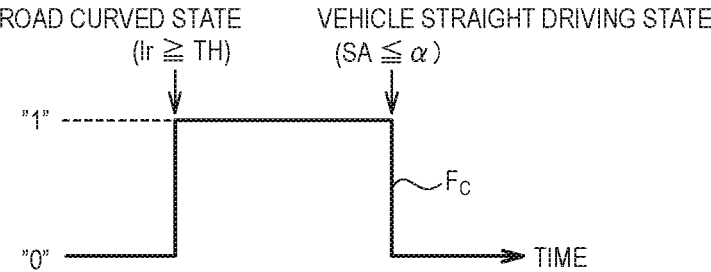 ROAD CURVED STATE VEHICLE STRAIGHT DRIVING STATE
(Ir ≧ TH) (SA ≦ α)
"1"
Fc
"0" TIME